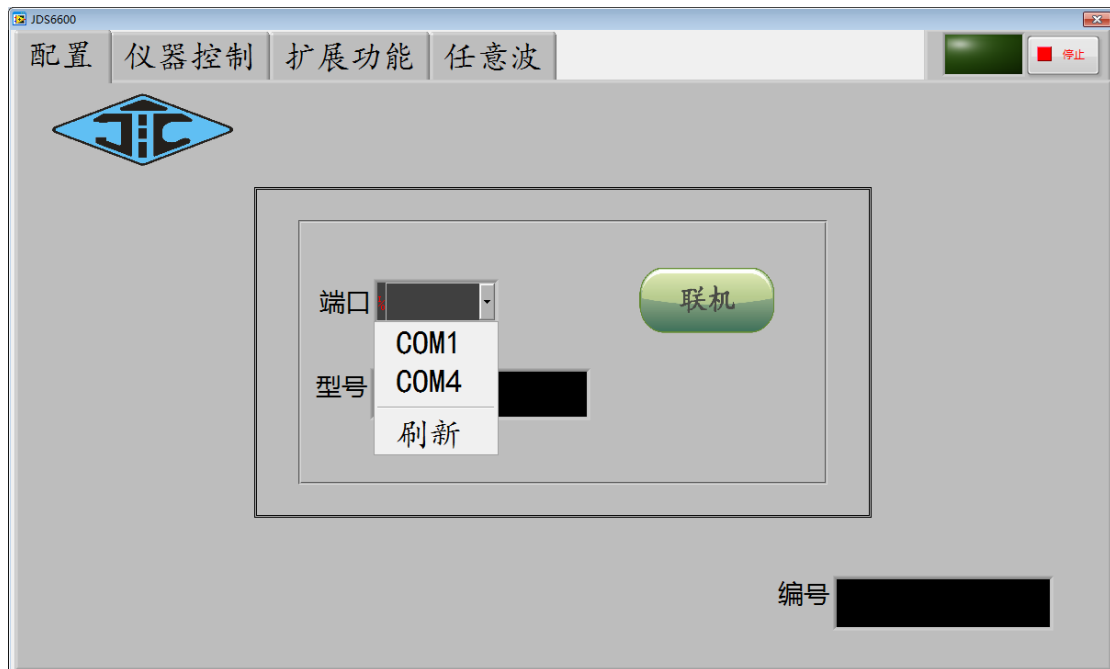 JDS6600
配置 仪器控制 扩展功能 任意波 停止
端口 联机
COM1
型号 COM4
刷新
编号